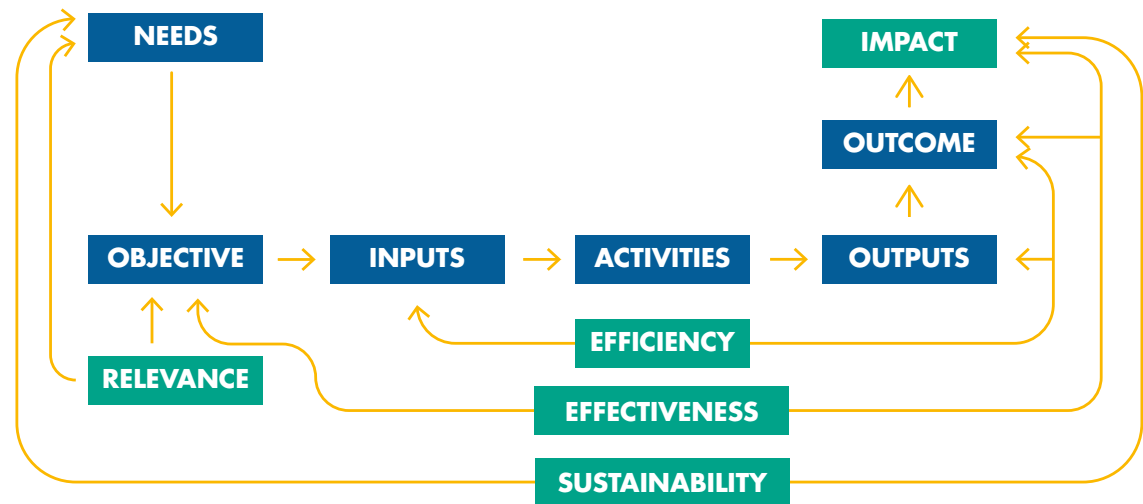 NEEDS
IMPACT
OUTCOME
OBJECTIVE
INPUTS
ACTIVITIES
OUTPUTS
EFFICIENCY
RELEVANCE
EFFECTIVENESS
SUSTAINABILITY